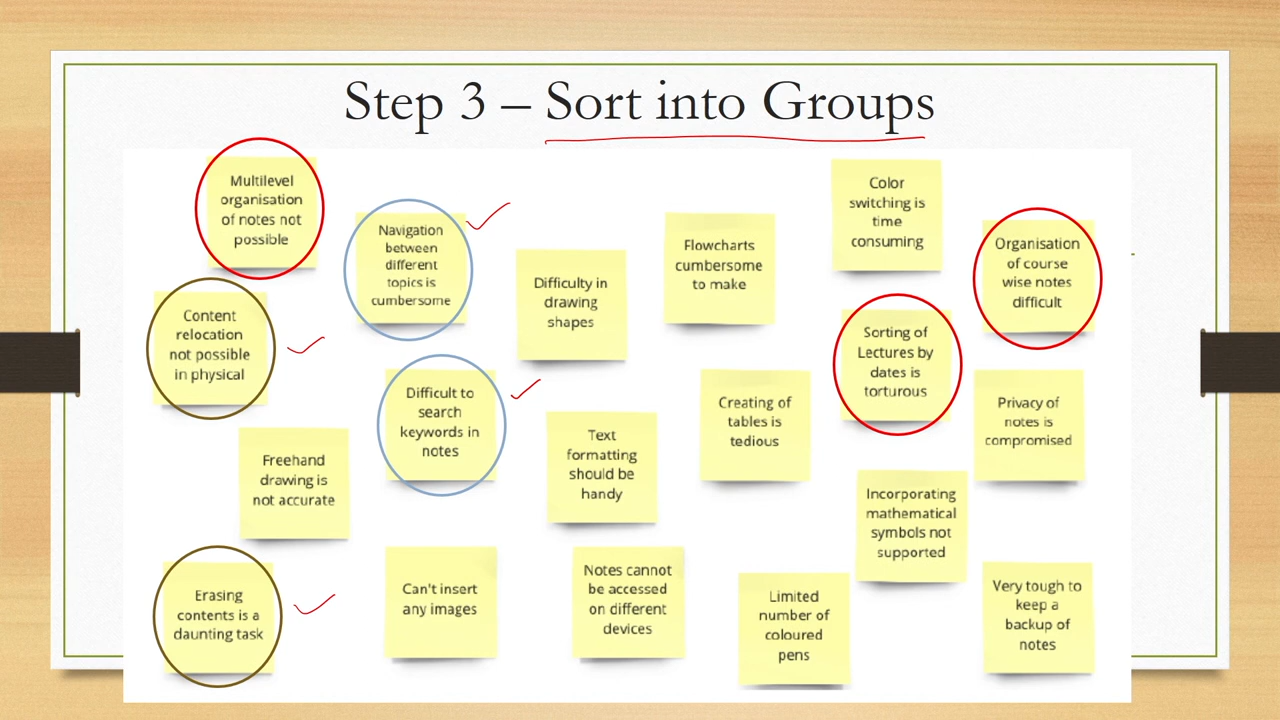 Step 3 – Sort into Groups
Multilevel
organisation
of notes not
possible
Navigation
between
different
topics is
cumbersome
Difficulty in
drawing
shapes
Flowcharts
cumbersome
to make
Color
switching is
time
consuming
Organisation
of course
wise notes
difficult
Content
relocation
not possible
in physical
Difficult to
search
keywords in
notes
Sorting of
Lectures by
dates is
torturous
Creating of
tables is
tedious
Privacy of
notes is
compromised
Freehand
drawing is
not accurate
Text
formatting
should be
handy
Incorporating
mathematical
symbols not
supported
Erasing
contents is a
daunting task
Can't insert
any images
Notes cannot
be accessed
on different
devices
Limited
number of
coloured
pens
Very tough to
keep a
backup of
notes